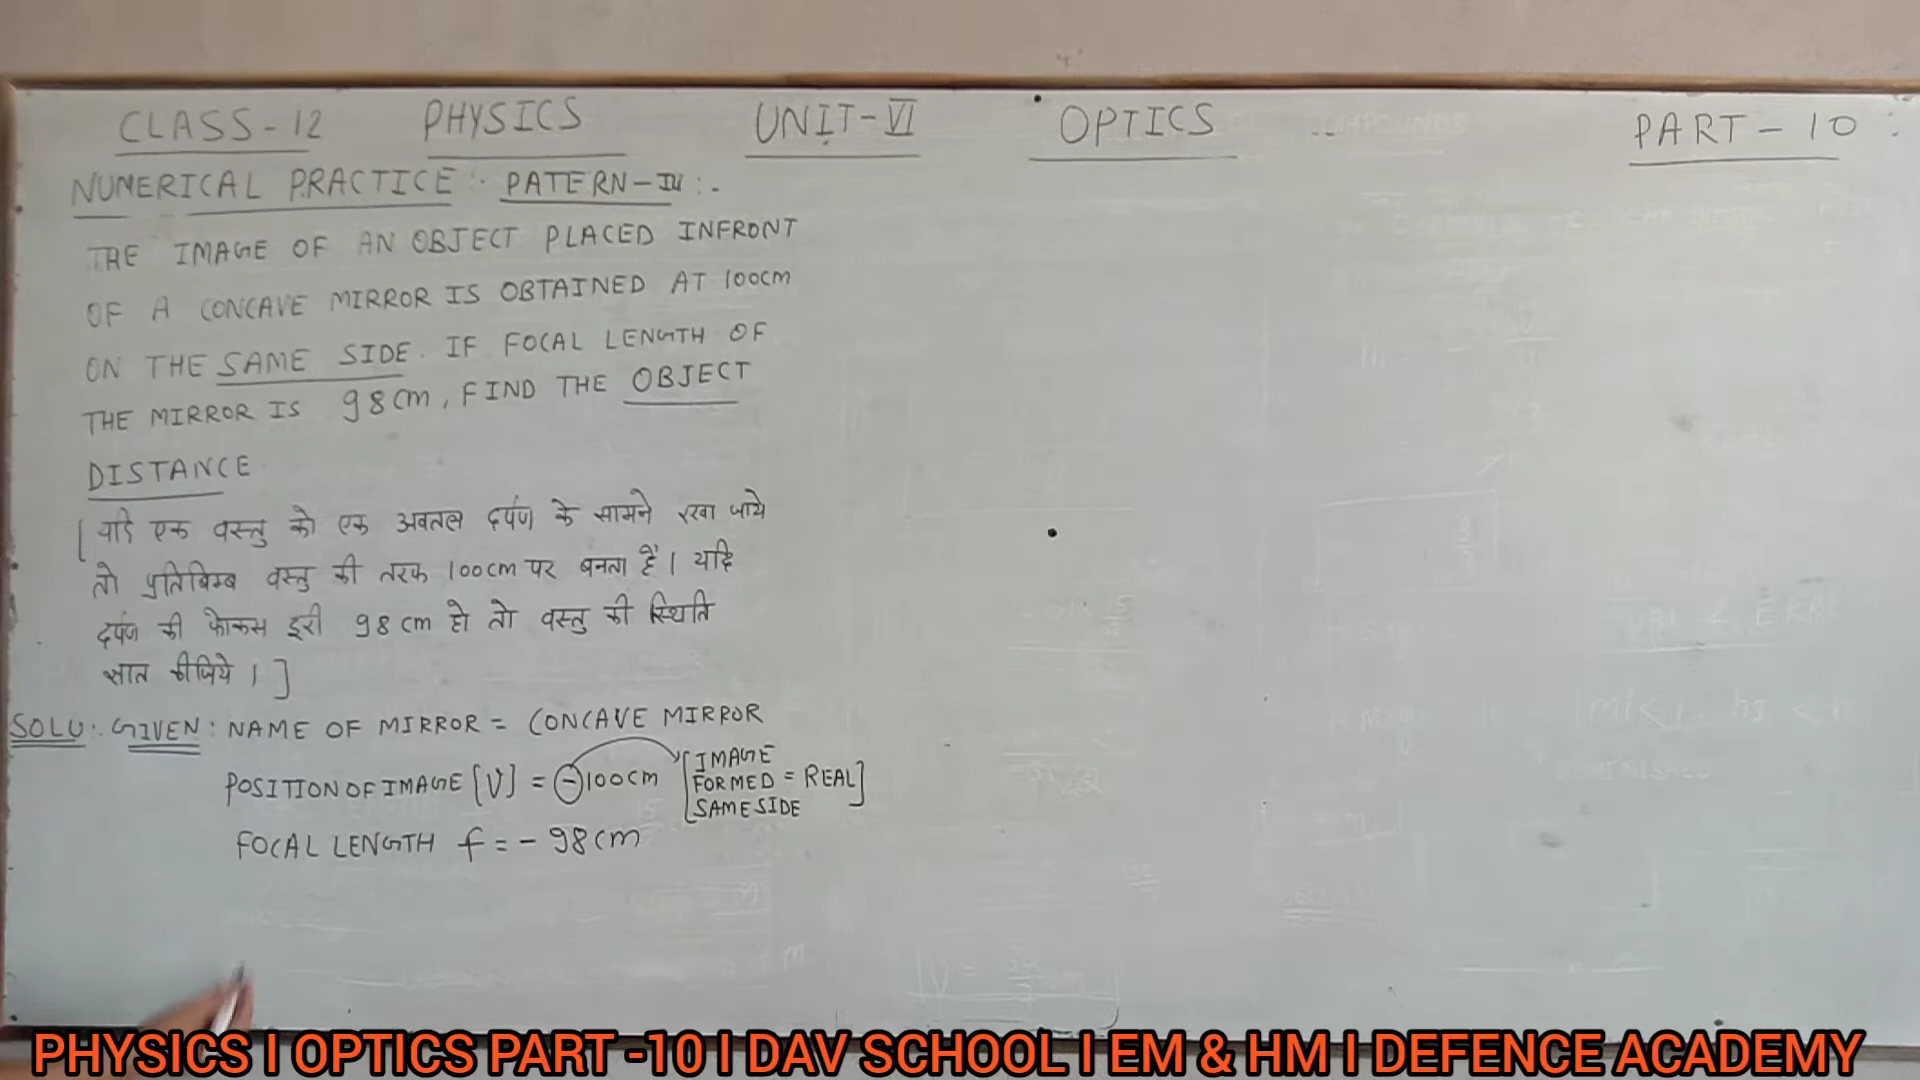 CLASS-12 PHYSICS UNIT-VI OPTICS PART-10:
NUMERICAL PRACTICE:- PATERN-IV:-
THE IMAGE OF AN OBJECT PLACED INFRONT
OF A CONCAVE MIRROR IS OBTAINED AT 100cm
ON THE SAME SIDE. IF FOCAL LENGTH OF
THE MIRROR IS 98cm, FIND THE OBJECT
DISTANCE
[यदि एक वस्तु को एक अवतल दर्पण के सामने रखा जाये
तो प्रतिबिम्ब वस्तु की तरफ 100cm पर बनता है। यदि
दर्पण की फोकस दूरी 98cm हो तो वस्तु की स्थिति
ज्ञात कीजिये।]
SOLU:. GIVEN: NAME OF MIRROR = CONCAVE MIRROR
POSITION OF IMAGE [V] = -100cm [IMAGE
FORMED = REAL]
SAME SIDE
FOCAL LENGTH f = - 98cm
PHYSICS I OPTICS PART -10 I DAV SCHOOL I EM & HM I DEFENCE ACADEMY